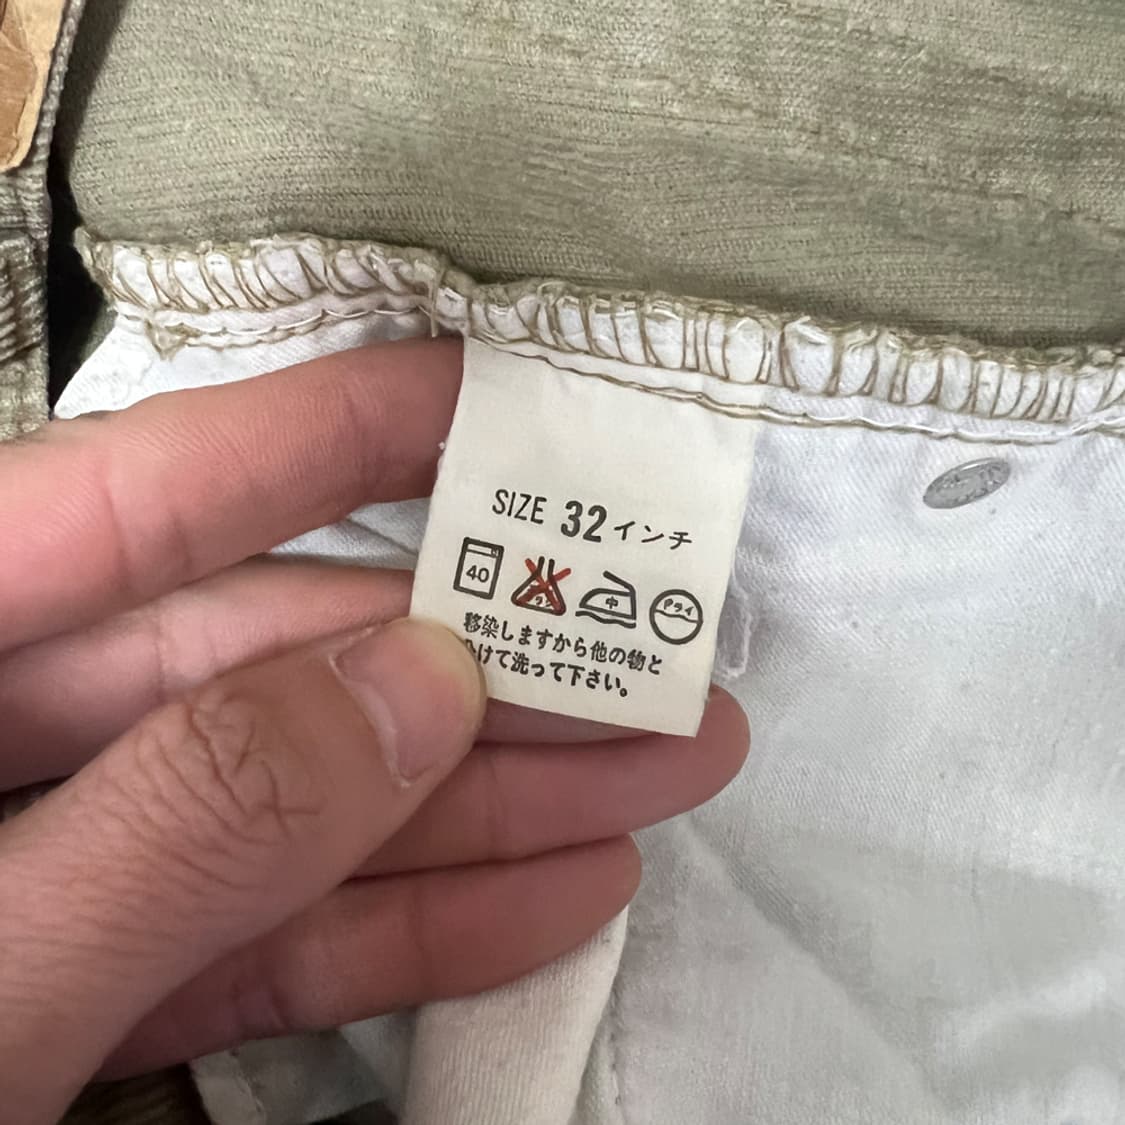 SIZE 32インチ
40 中 ドライ
移染しますから他の物と
分けて洗って下さい。